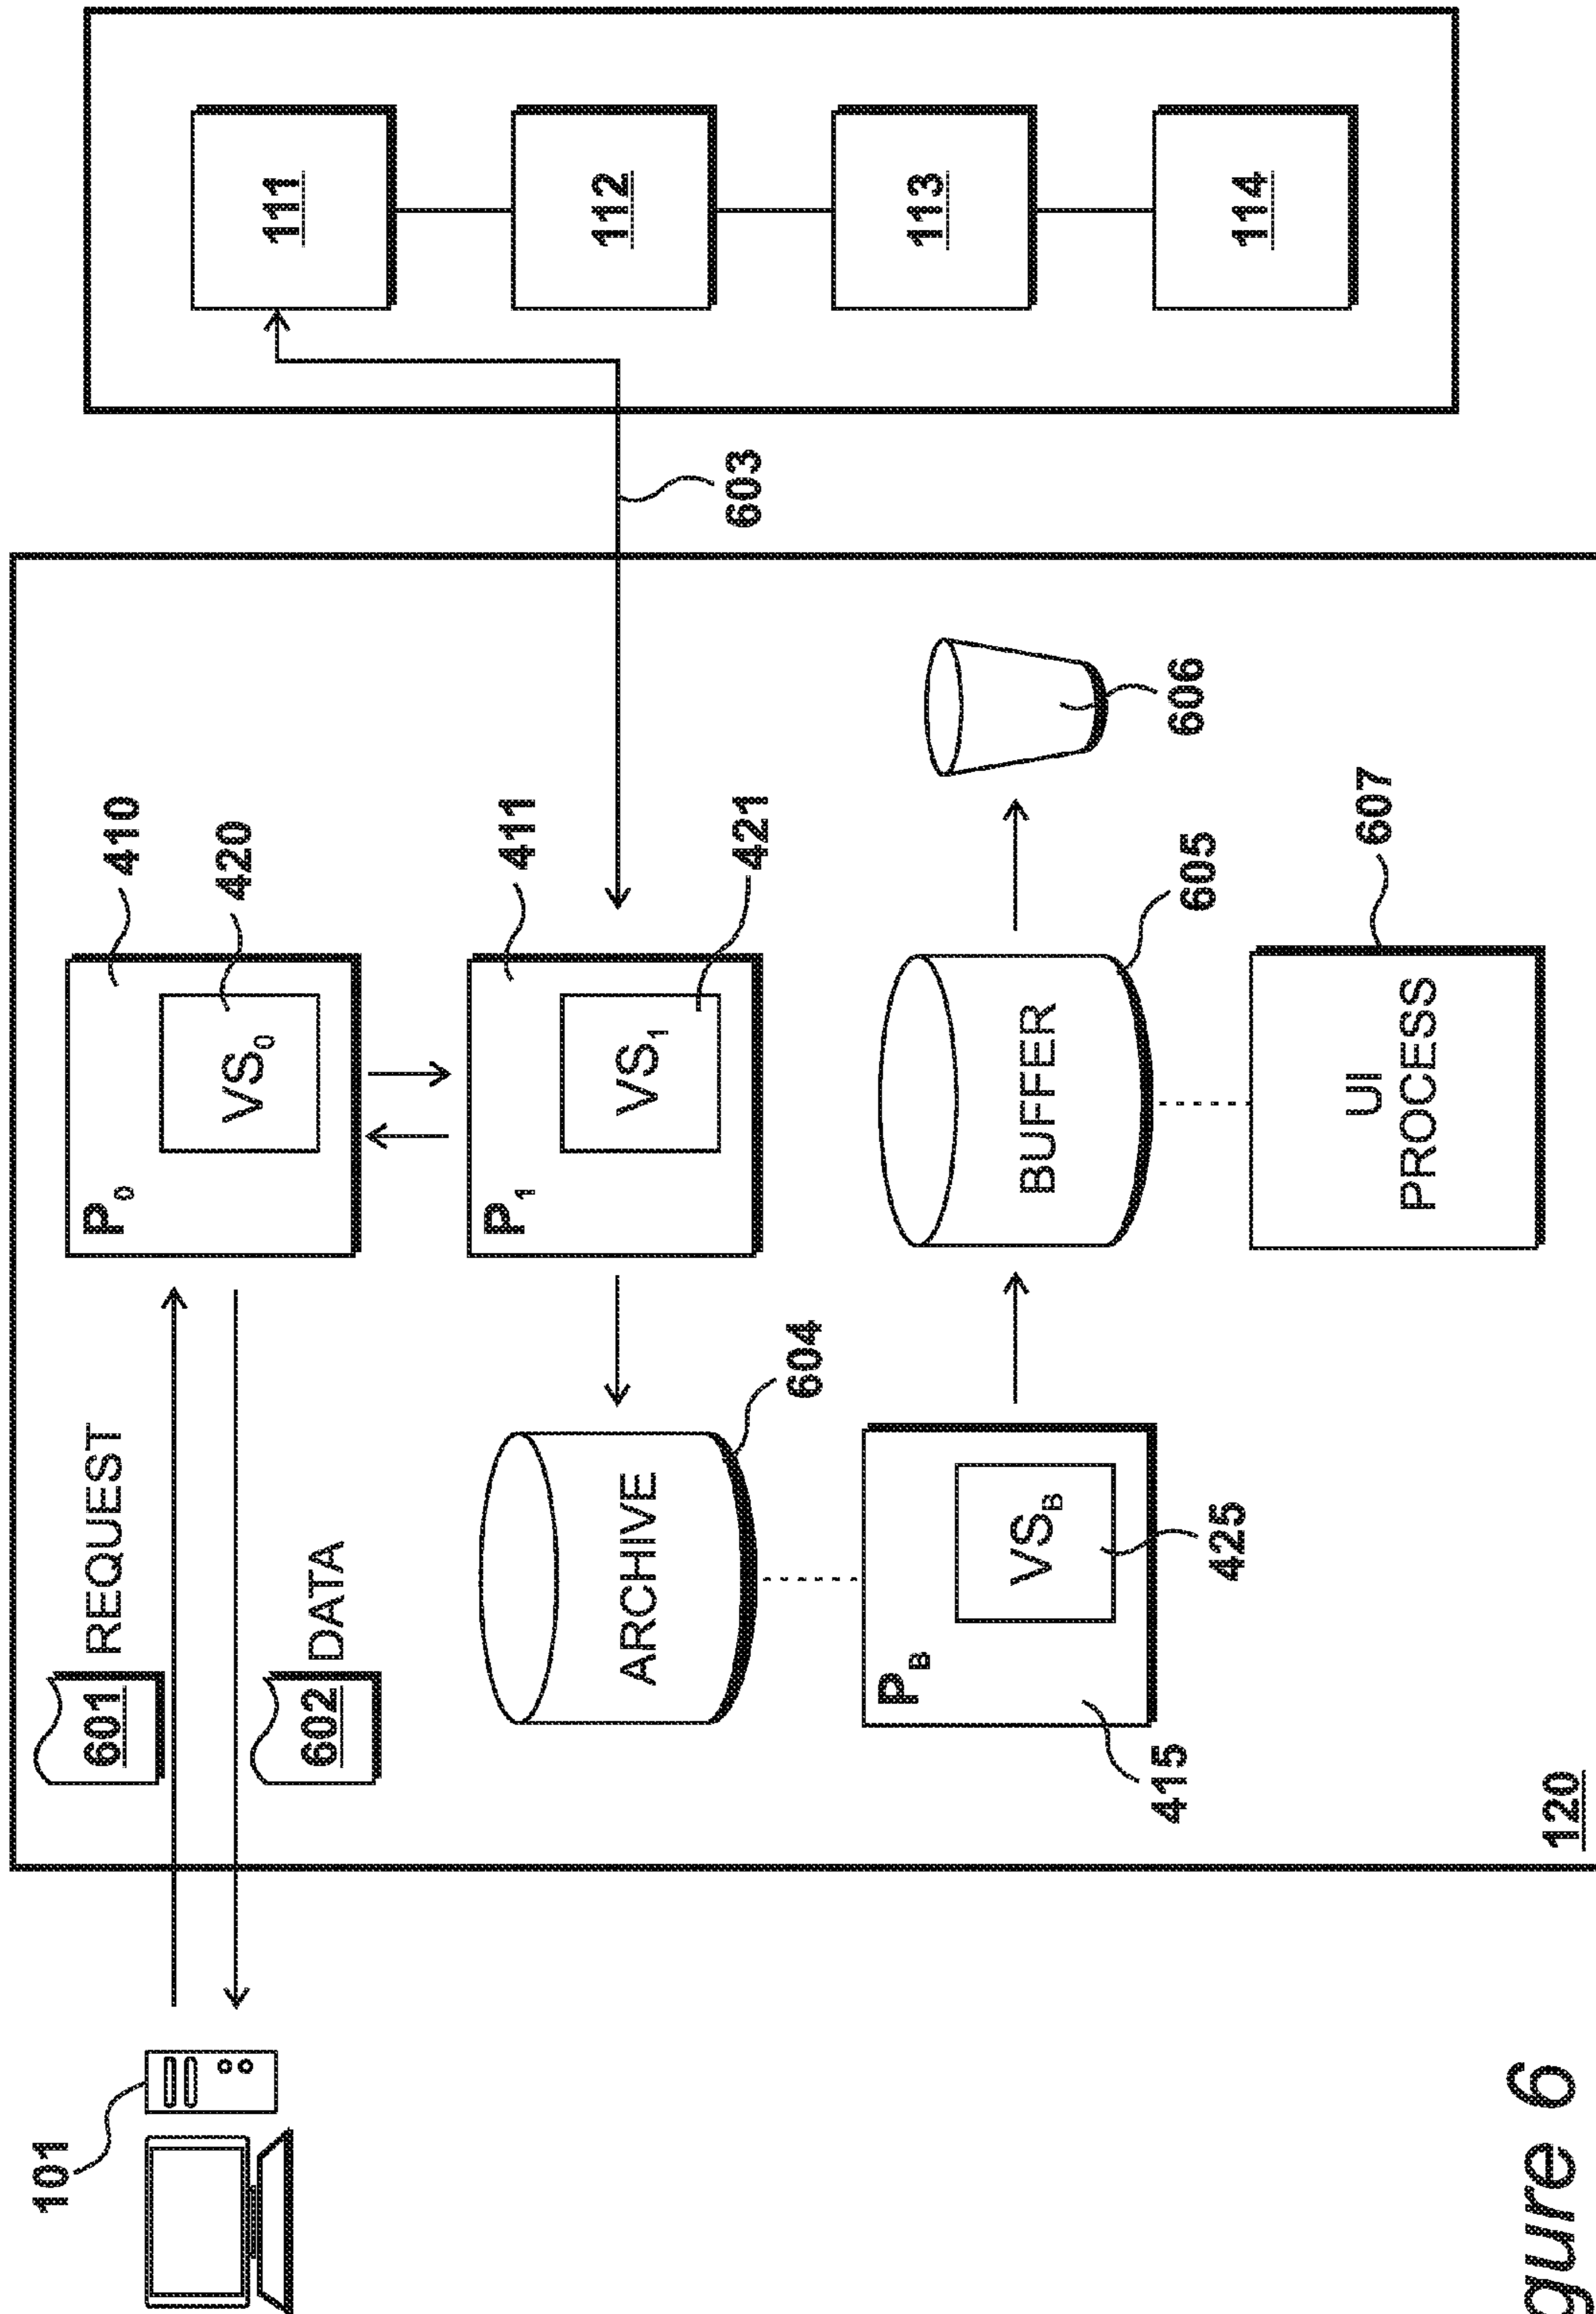 101
601 REQUEST
P0
410
VS0
420
111
602 DATA
P1
411
112
ARCHIVE
VS1
421
603
604
PB
113
VSB
BUFFER
415
425
605
606
114
UI
PROCESS
607
120
gure 6